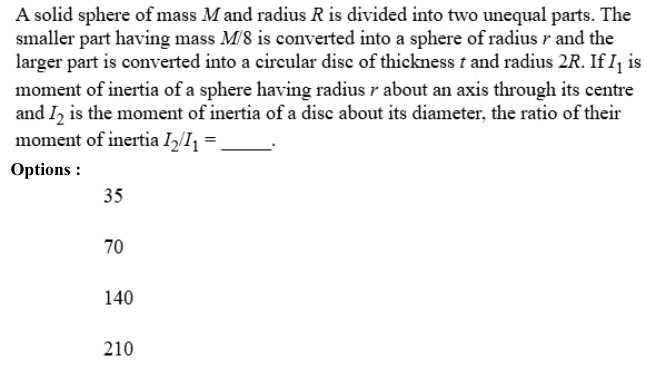 A solid sphere of mass M and radius R is divided into two unequal parts. The
smaller part having mass M/8 is converted into a sphere of radius r and the
larger part is converted into a circular disc of thickness t and radius 2R. If I₁ is
moment of inertia of a sphere having radius r about an axis through its centre
and I₂ is the moment of inertia of a disc about its diameter, the ratio of their
moment of inertia I₂/I₁ = _____.
Options :
35
70
140
210